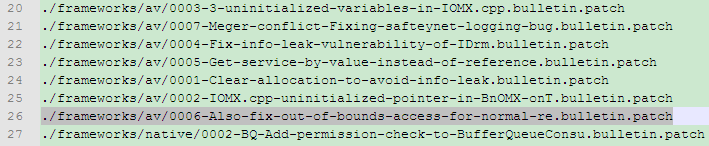 20 ./frameworks/av/0003-3-uninitialized-variables-in-IOMX.cpp.bulletin.patch
21 ./frameworks/av/0007-Meger-conflict-Fixing-safteynet-logging-bug.bulletin.patch
22 ./frameworks/av/0004-Fix-info-leak-vulnerability-of-IDrm.bulletin.patch
23 ./frameworks/av/0005-Get-service-by-value-instead-of-reference.bulletin.patch
24 ./frameworks/av/0001-Clear-allocation-to-avoid-info-leak.bulletin.patch
25 ./frameworks/av/0002-IOMX.cpp-uninitialized-pointer-in-BnOMX-onT.bulletin.patch
26 ./frameworks/av/0006-Also-fix-out-of-bounds-access-for-normal-re.bulletin.patch
27 ./frameworks/native/0002-BQ-Add-permission-check-to-BufferQueueConsu.bulletin.patch